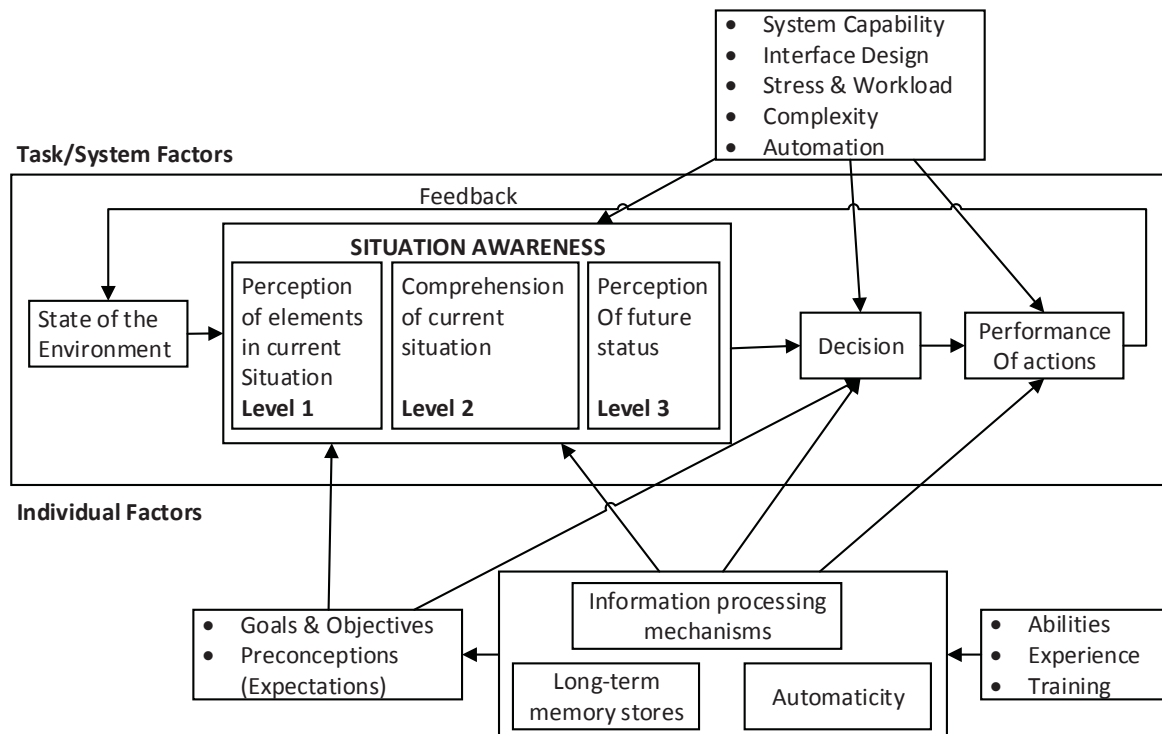 • System Capability
• Interface Design
• Stress & Workload
• Complexity
• Automation
Task/System Factors
Feedback
SITUATION AWARENESS
State of the
Environment
Perception
of elements
in current
Situation
Level 1
Comprehension
of current
situation
Level 2
Perception
Of future
status
Level 3
Decision
Performance
Of actions
Individual Factors
• Goals & Objectives
• Preconceptions
(Expectations)
Information processing
mechanisms
Long-term
memory stores
Automaticity
• Abilities
• Experience
• Training